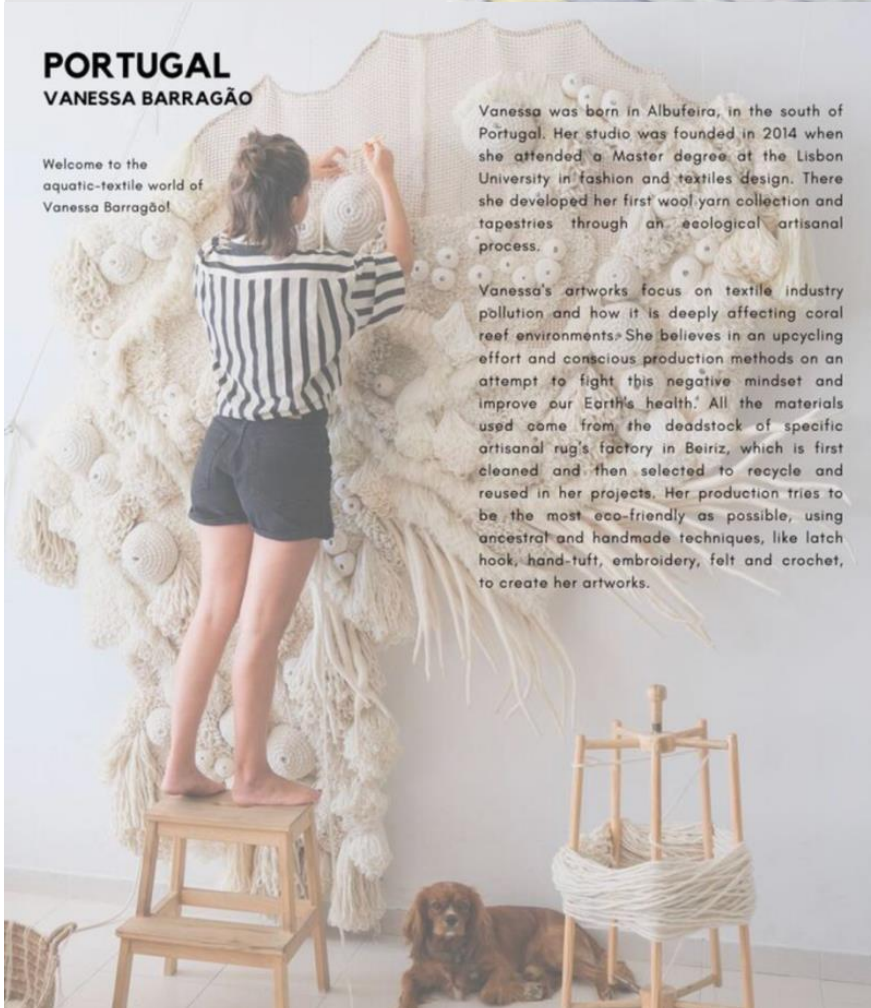 PORTUGAL
VANESSA BARRAGÃO
Welcome to the
aquatic-textile world of
Vanessa Barragão!
Vanessa was born in Albufeira, in the south of
Portugal. Her studio was founded in 2014 when
she attended a Master degree at the Lisbon
University in fashion and textiles design. There
she developed her first wool yarn collection and
tapestries through an ecological artisanal
process.
Vanessa's artworks focus on textile industry
pollution and how it is deeply affecting coral
reef environments. She believes in an upcycling
effort and conscious production methods on an
attempt to fight this negative mindset and
improve our Earth's health. All the materials
used come from the deadstock of specific
artisanal rug's factory in Beiriz, which is first
cleaned and then selected to recycle and
reused in her projects. Her production tries to
be the most eco-friendly as possible, using
ancestral and handmade techniques, like latch
hook, hand-tuft, embroidery, felt and crochet,
to create her artworks.